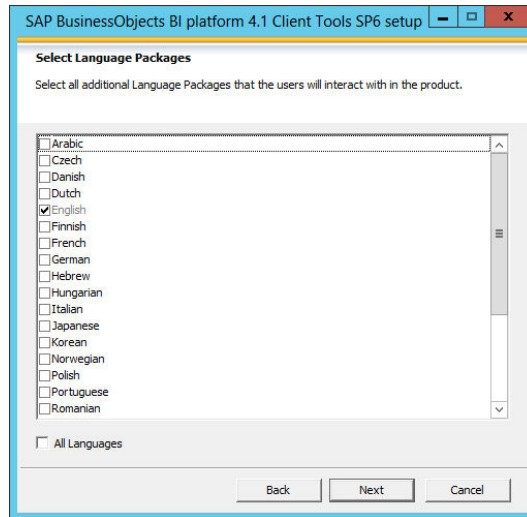 SAP BusinessObjects BI platform 4.1 Client Tools SP6 setup
Select Language Packages
Select all additional Language Packages that the users will interact with in the product.
Arabic
Czech
Danish
Dutch
English
Finnish
French
German
Hebrew
Hungarian
Italian
Japanese
Korean
Norwegian
Polish
Portuguese
Romanian
All Languages
Back Next Cancel